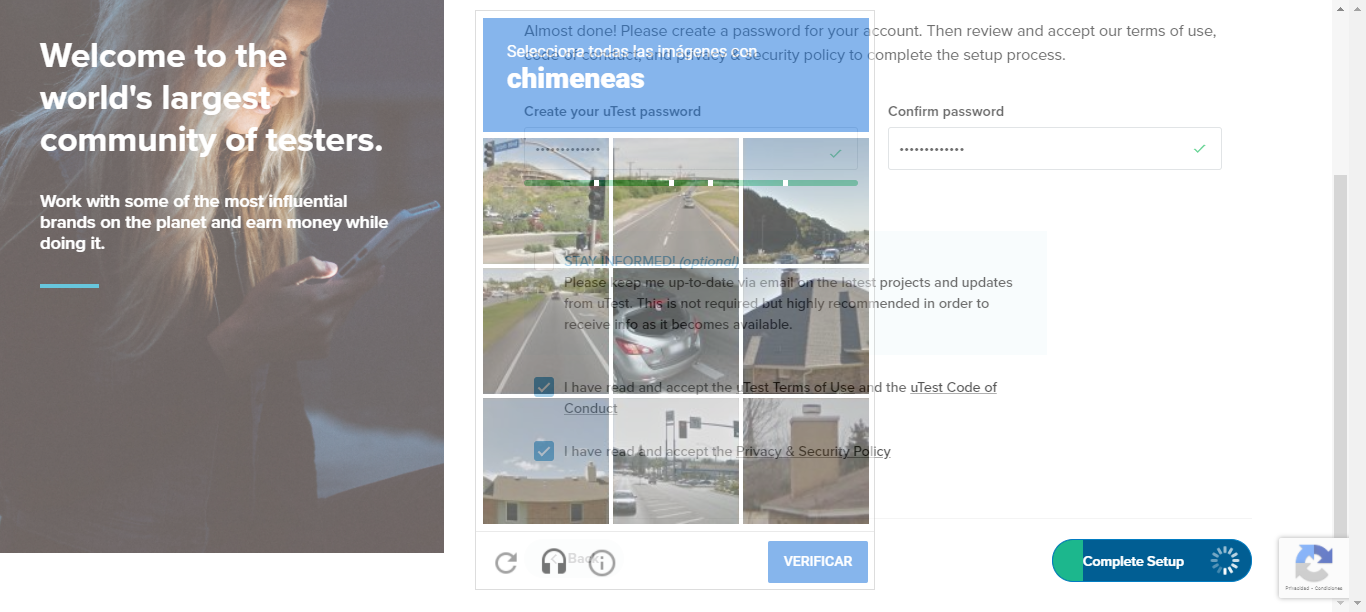 Welcome to the
world's largest
community of testers.
Work with some of the most influential
brands on the planet and earn money while
doing it.
Almost done! Please create a password for your account. Then review and accept our terms of use,
code of conduct, and privacy & security policy to complete the setup process.
Selecciona todas las imágenes con
chimeneas
Create your uTest password
Confirm password
STAY INFORMED! (optional)
Please keep me up-to-date via email on the latest projects and updates
from uTest. This is not required but highly recommended in order to
receive info as it becomes available.
I have read and accept the uTest Terms of Use and the uTest Code of
Conduct
I have read and accept the Privacy & Security Policy
Back
VERIFICAR
Complete Setup
Privacidad - Condiciones